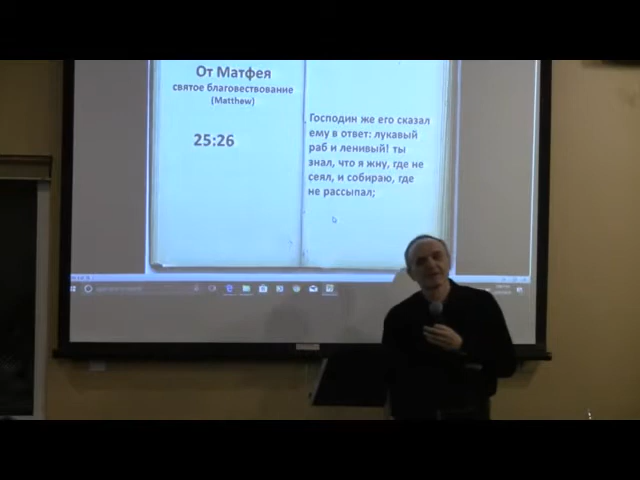 От Матфея
святое благовествование
(Matthew)
25:26
Господин же его сказал
ему в ответ: лукавый
раб и ленивый! ты
знал, что я жну, где не
сеял, и собираю, где
не рассыпал;